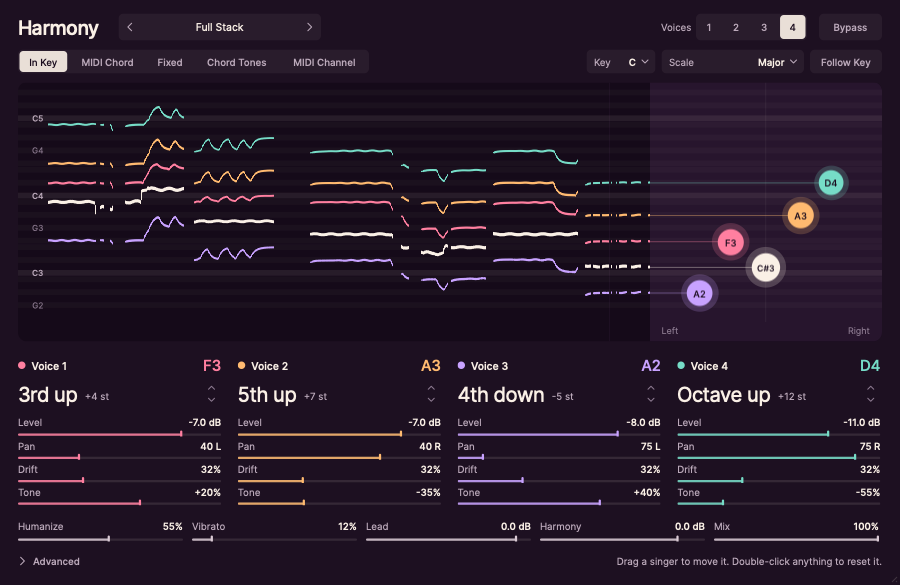 Harmony
Full Stack
Voices 1 2 3 4 Bypass
In Key MIDI Chord Fixed Chord Tones MIDI Channel
Key C Scale Major Follow Key
C5
G4
C4
G3
C3
G2
D4
A3
F3
C#3
A2
Left Right
Voice 1 F3 Voice 2 A3 Voice 3 A2 Voice 4 D4
3rd up +4 st 5th up +7 st 4th down -5 st Octave up +12 st
Level -7.0 dB Level -7.0 dB Level -8.0 dB Level -11.0 dB
Pan 40 L Pan 40 R Pan 75 L Pan 75 R
Drift 32% Drift 32% Drift 32% Drift 32%
Tone +20% Tone -35% Tone +40% Tone -55%
Humanize 55% Vibrato 12% Lead 0.0 dB Harmony 0.0 dB Mix 100%
Advanced Drag a singer to move it. Double-click anything to reset it.